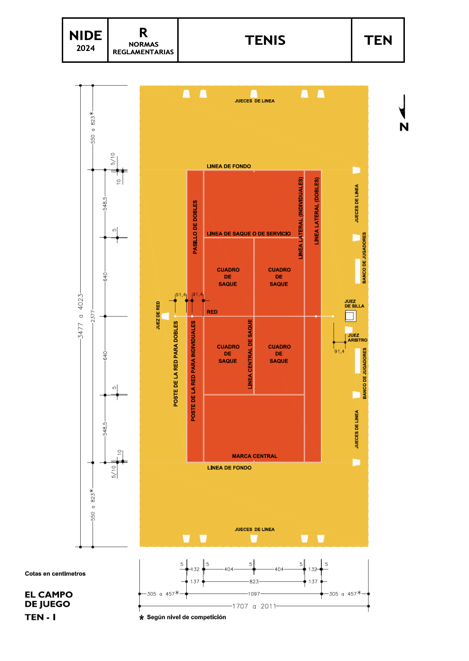 NIDE
2024
R
NORMAS
REGLAMENTARIAS
TENIS
TEN
JUECES DE LINEA
N
LINEA DE FONDO
PASILLO DE DOBLES
LINEA LATERAL (INDIVIDUALES)
LINEA LATERAL (DOBLES)
JUECES DE LINEA
LINEA DE SAQUE O DE SERVICIO
BANCO DE JUGADORES
CUADRO
DE
SAQUE
CUADRO
DE
SAQUE
91,4
91,4
JUEZ DE RED
RED
JUEZ
DE SILLA
JUEZ
ARBITRO
91,4
POSTE DE LA RED PARA DOBLES
POSTE DE LA RED PARA INDIVIDUALES
CUADRO
DE
SAQUE
LINEA CENTRAL DE SAQUE
CUADRO
DE
SAQUE
BANCO DE JUGADORES
JUECES DE LINEA
MARCA CENTRAL
LINEA DE FONDO
JUECES DE LINEA
550 a 823*
5/10
10
548,5
5
640
2377
3477 a 4023
640
5
548,5
10
5/10
550 a 823*
5 5 5 5 5
132 404 404 132
137 823 137
305 a 457* 1097 305 a 457*
1707 a 2011
Cotas en centímetros
EL CAMPO
DE JUEGO
TEN - 1
* Según nivel de competición